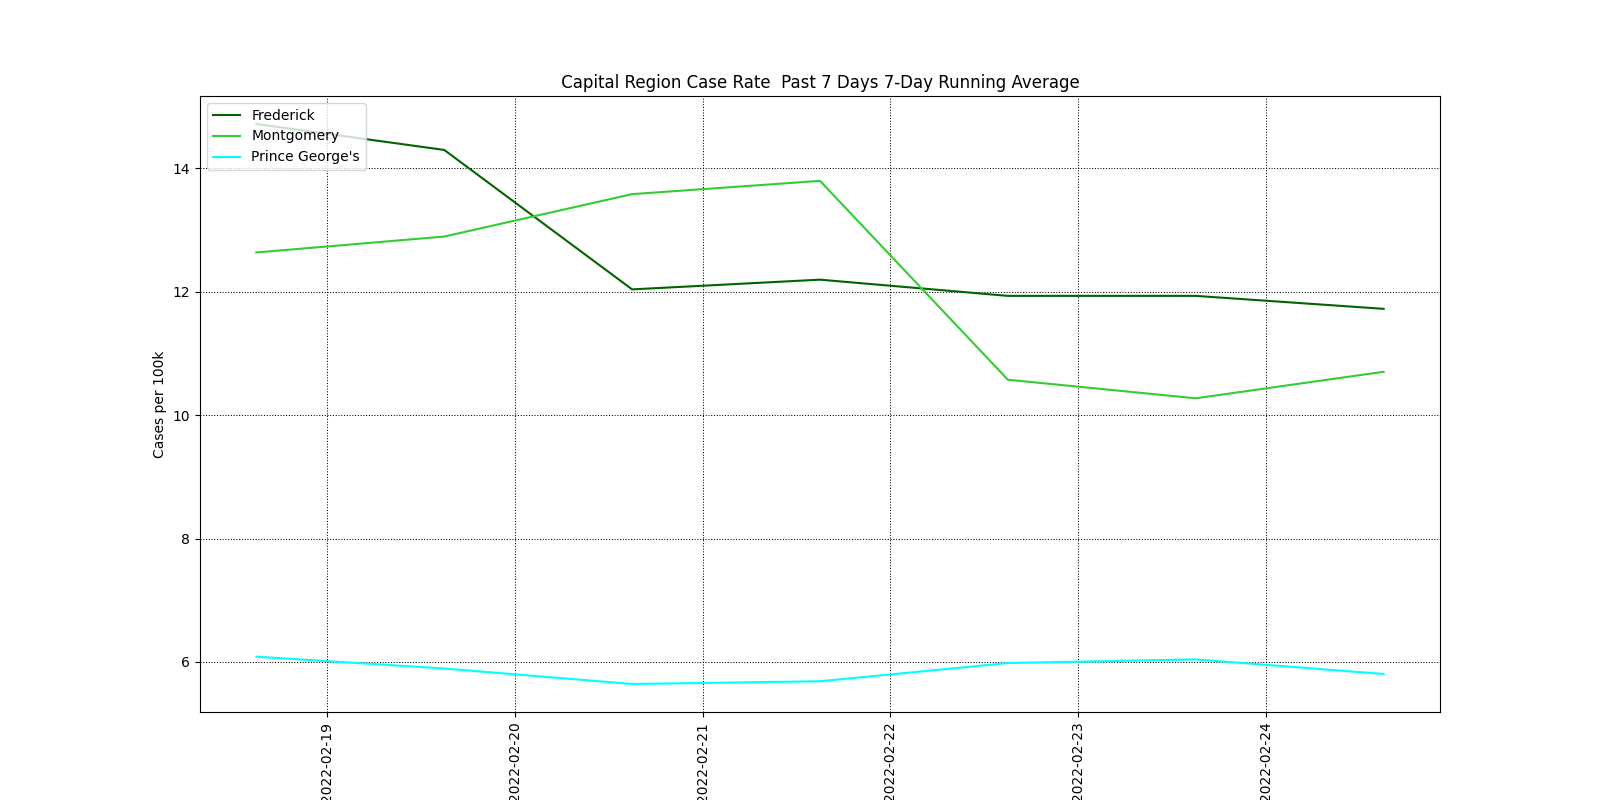 Capital Region Case Rate  Past 7 Days 7-Day Running Average
Frederick
Montgomery
Prince George's
14
12
10
8
6
Cases per 100k
2022-02-19
2022-02-20
2022-02-21
2022-02-22
2022-02-23
2022-02-24